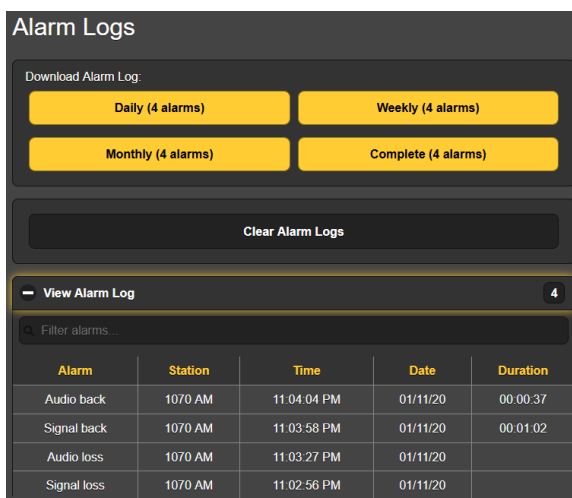 Alarm Logs
Download Alarm Log:
Daily (4 alarms) Weekly (4 alarms)
Monthly (4 alarms) Complete (4 alarms)
Clear Alarm Logs
View Alarm Log 4
Filter alarms...
Alarm Station Time Date Duration
Audio back 1070 AM 11:04:04 PM 01/11/20 00:00:37
Signal back 1070 AM 11:03:58 PM 01/11/20 00:01:02
Audio loss 1070 AM 11:03:27 PM 01/11/20
Signal loss 1070 AM 11:02:56 PM 01/11/20